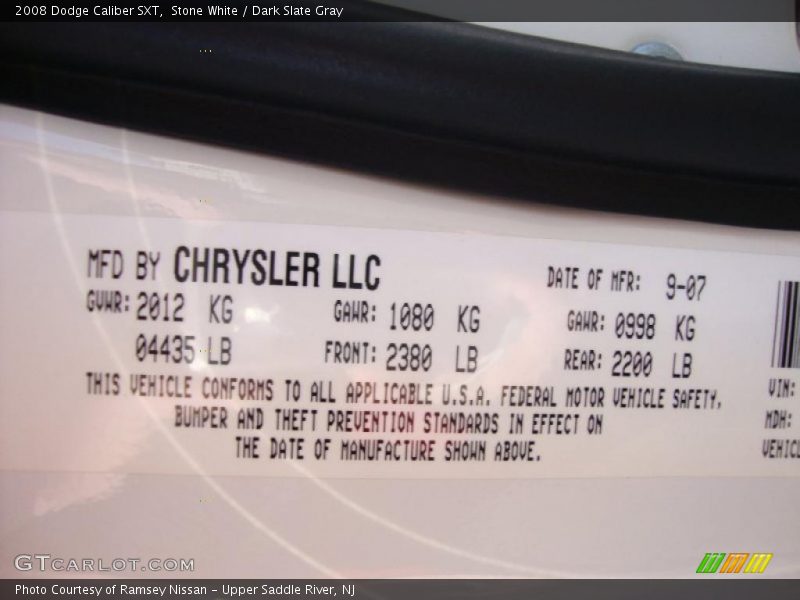 2008 Dodge Caliber SXT,  Stone White / Dark Slate Gray
MFD BY CHRYSLER LLC DATE OF MFR: 9-07
GVWR: 2012 KG GAWR: 1080 KG GAWR: 0998 KG
04435 LB FRONT: 2380 LB REAR: 2200 LB
THIS VEHICLE CONFORMS TO ALL APPLICABLE U.S.A. FEDERAL MOTOR VEHICLE SAFETY,
BUMPER AND THEFT PREVENTION STANDARDS IN EFFECT ON
THE DATE OF MANUFACTURE SHOWN ABOVE.
VIN:
MDH:
VEHICL
GTCARLOT.COM
Photo Courtesy of Ramsey Nissan - Upper Saddle River, NJ